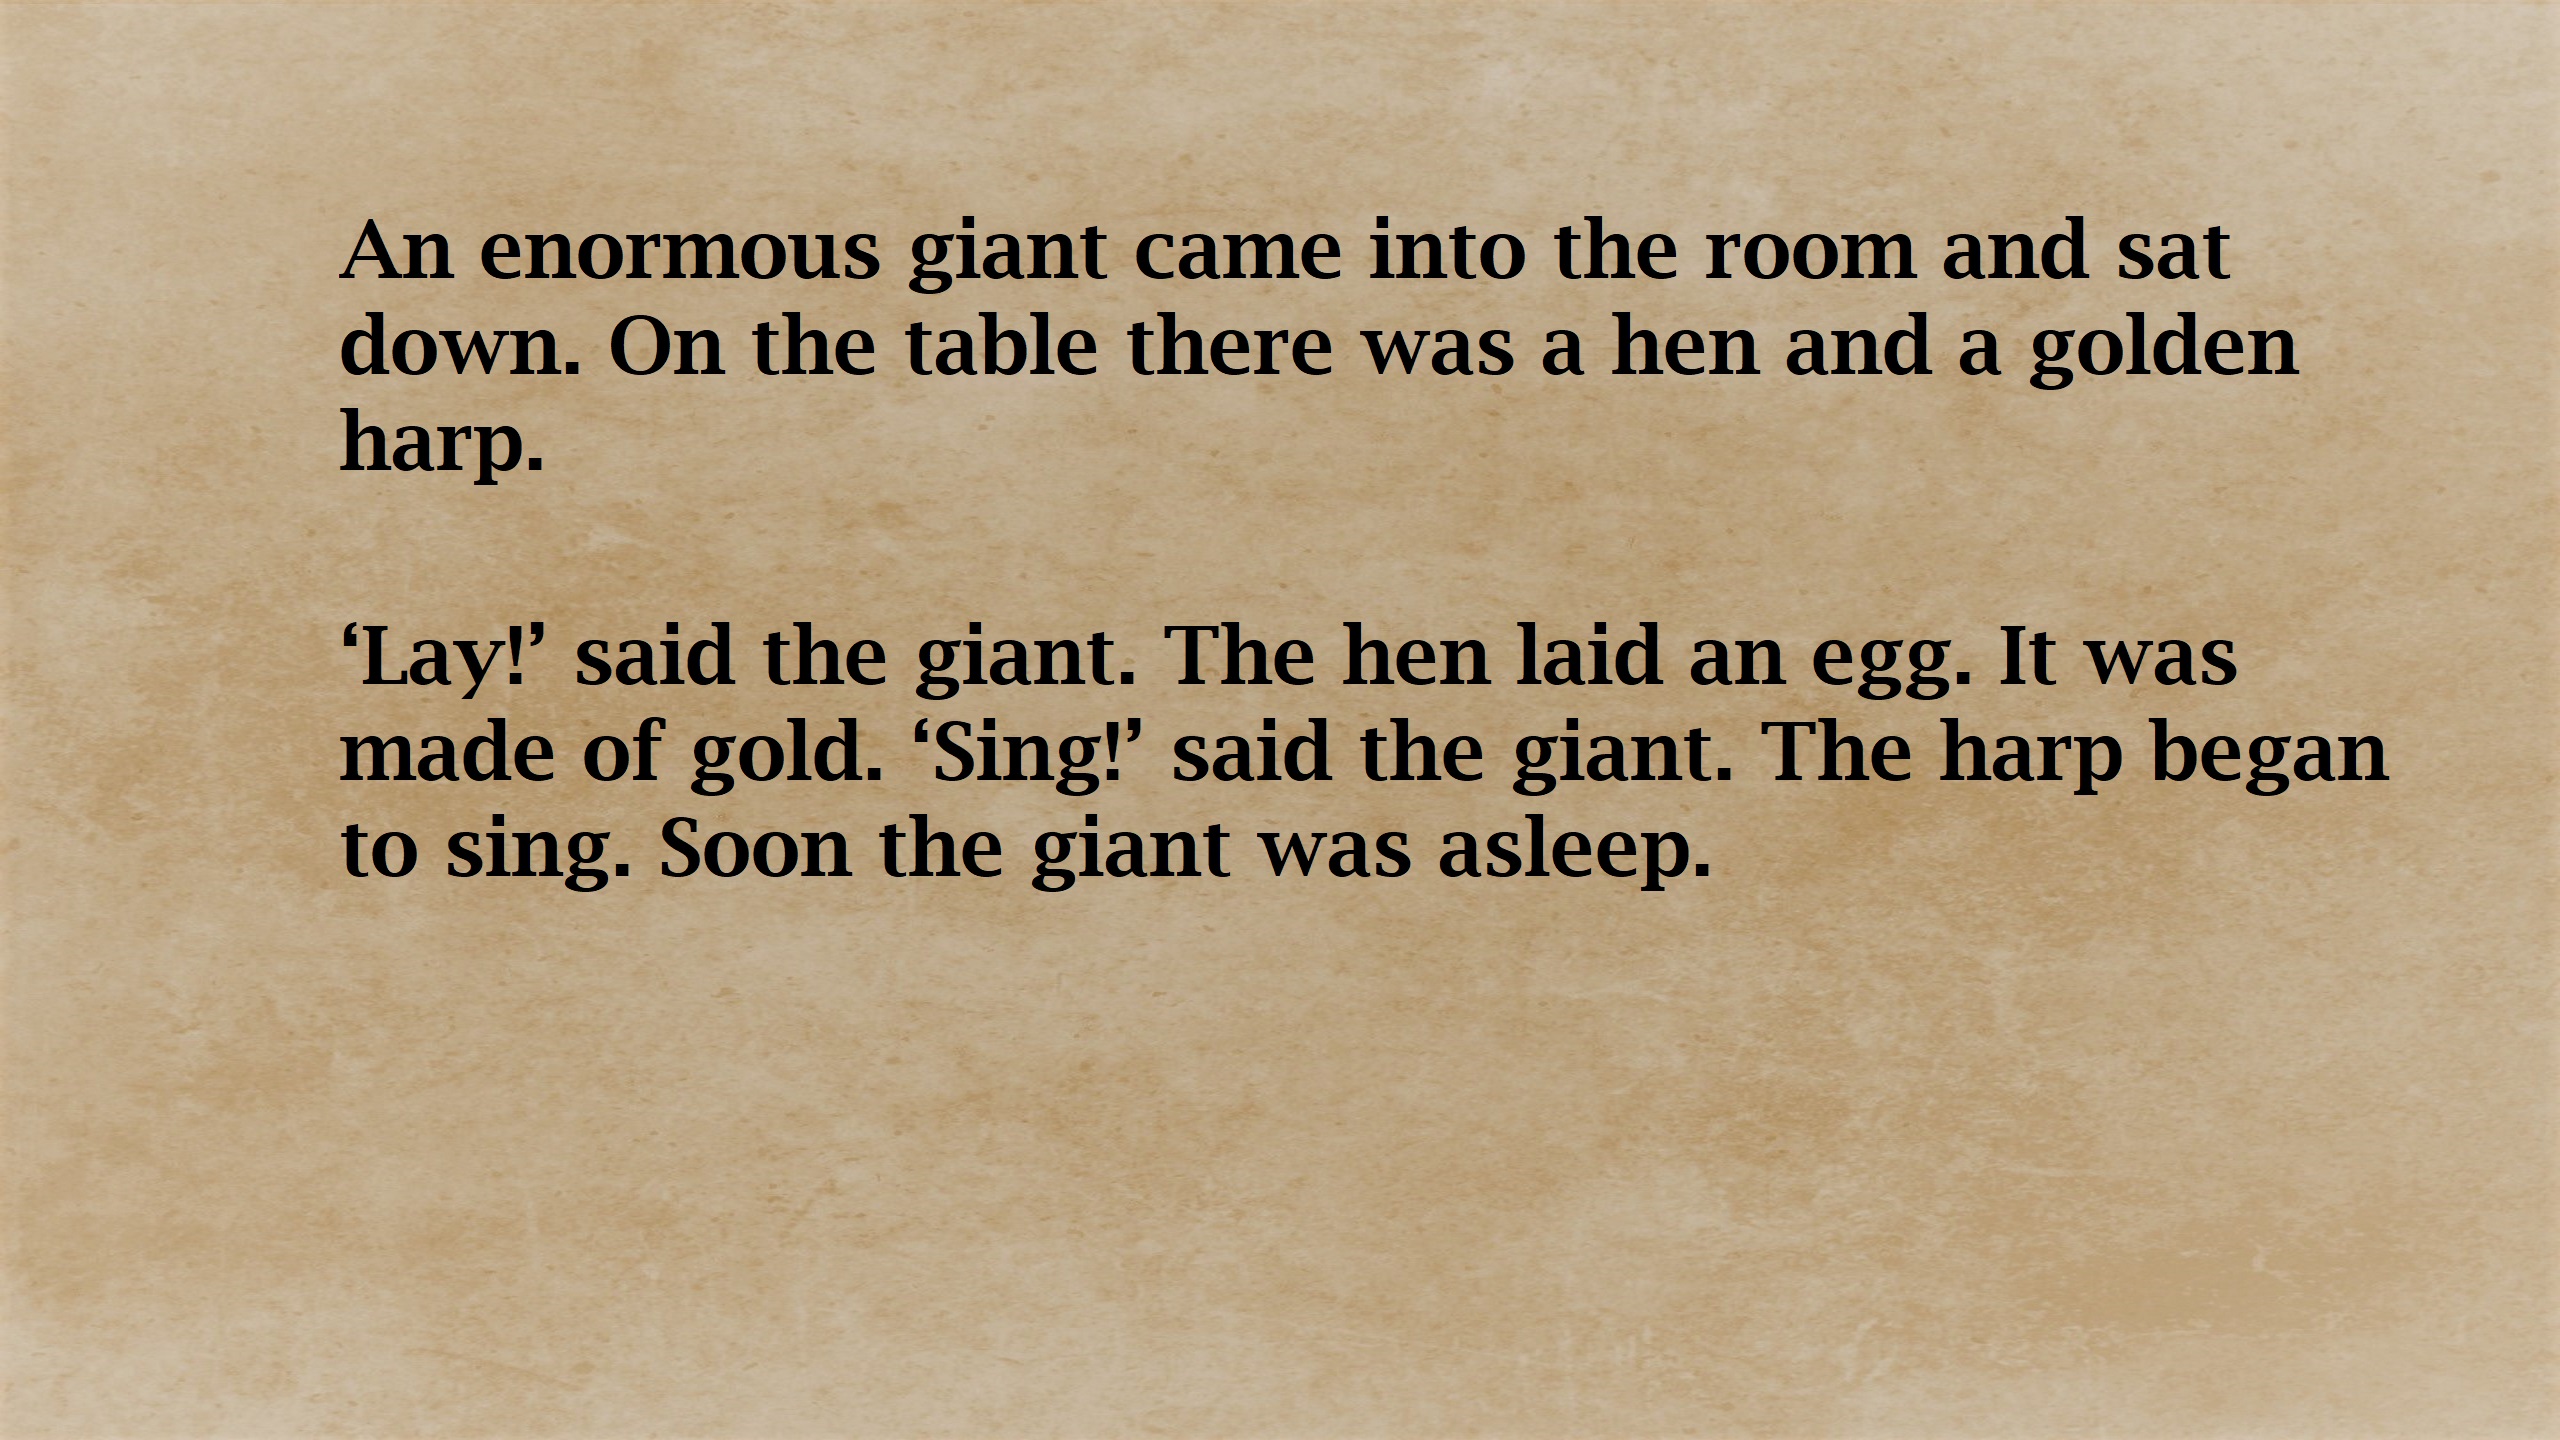 An enormous giant came into the room and sat
down. On the table there was a hen and a golden
harp.
‘Lay!’ said the giant. The hen laid an egg. It was
made of gold. ‘Sing!’ said the giant. The harp began
to sing. Soon the giant was asleep.